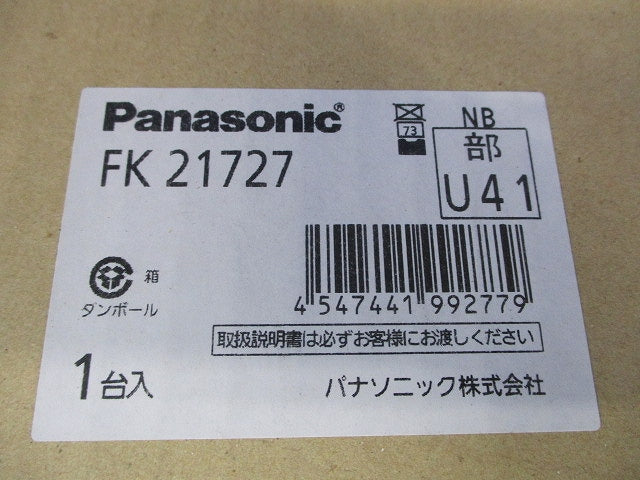 Panasonic®
FK 21727
73
NB
部
U41
箱
ダンボール
4 547441 992779
取扱説明書は必ずお客様にお渡しください
1台入
パナソニック株式会社